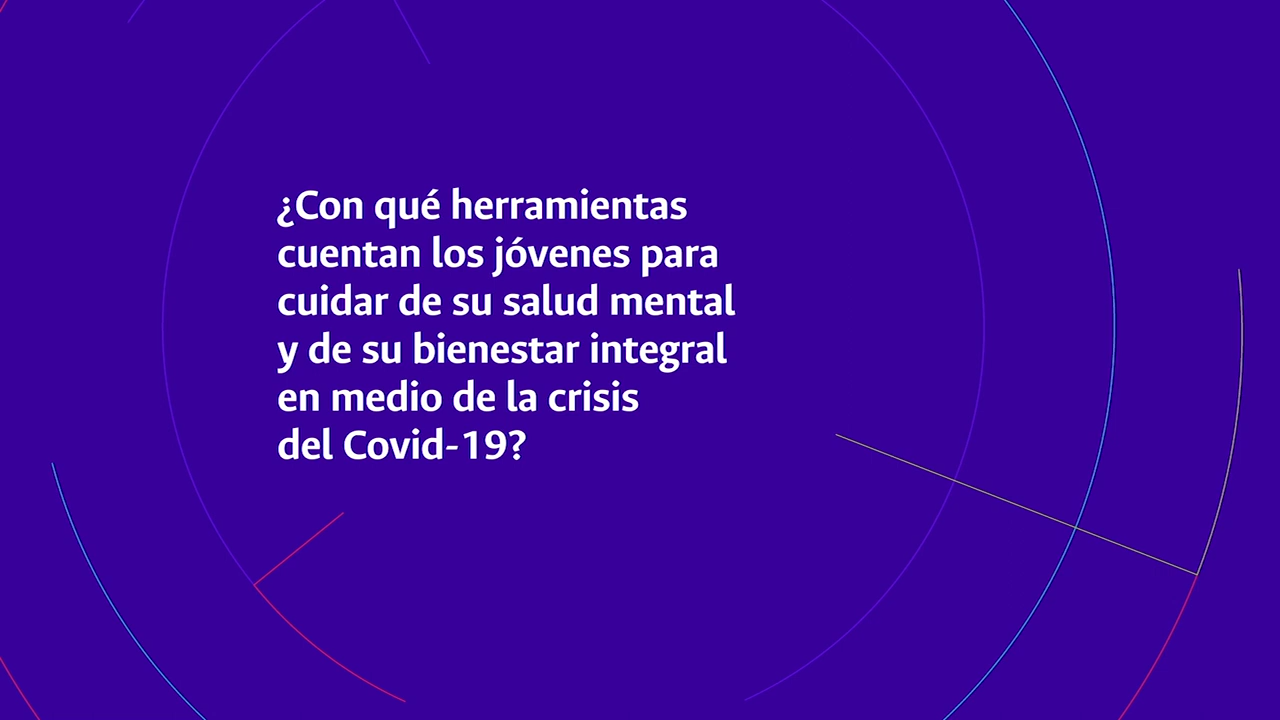 ¿Con qué herramientas
cuentan los jóvenes para
cuidar de su salud mental
y de su bienestar integral
en medio de la crisis
del Covid-19?